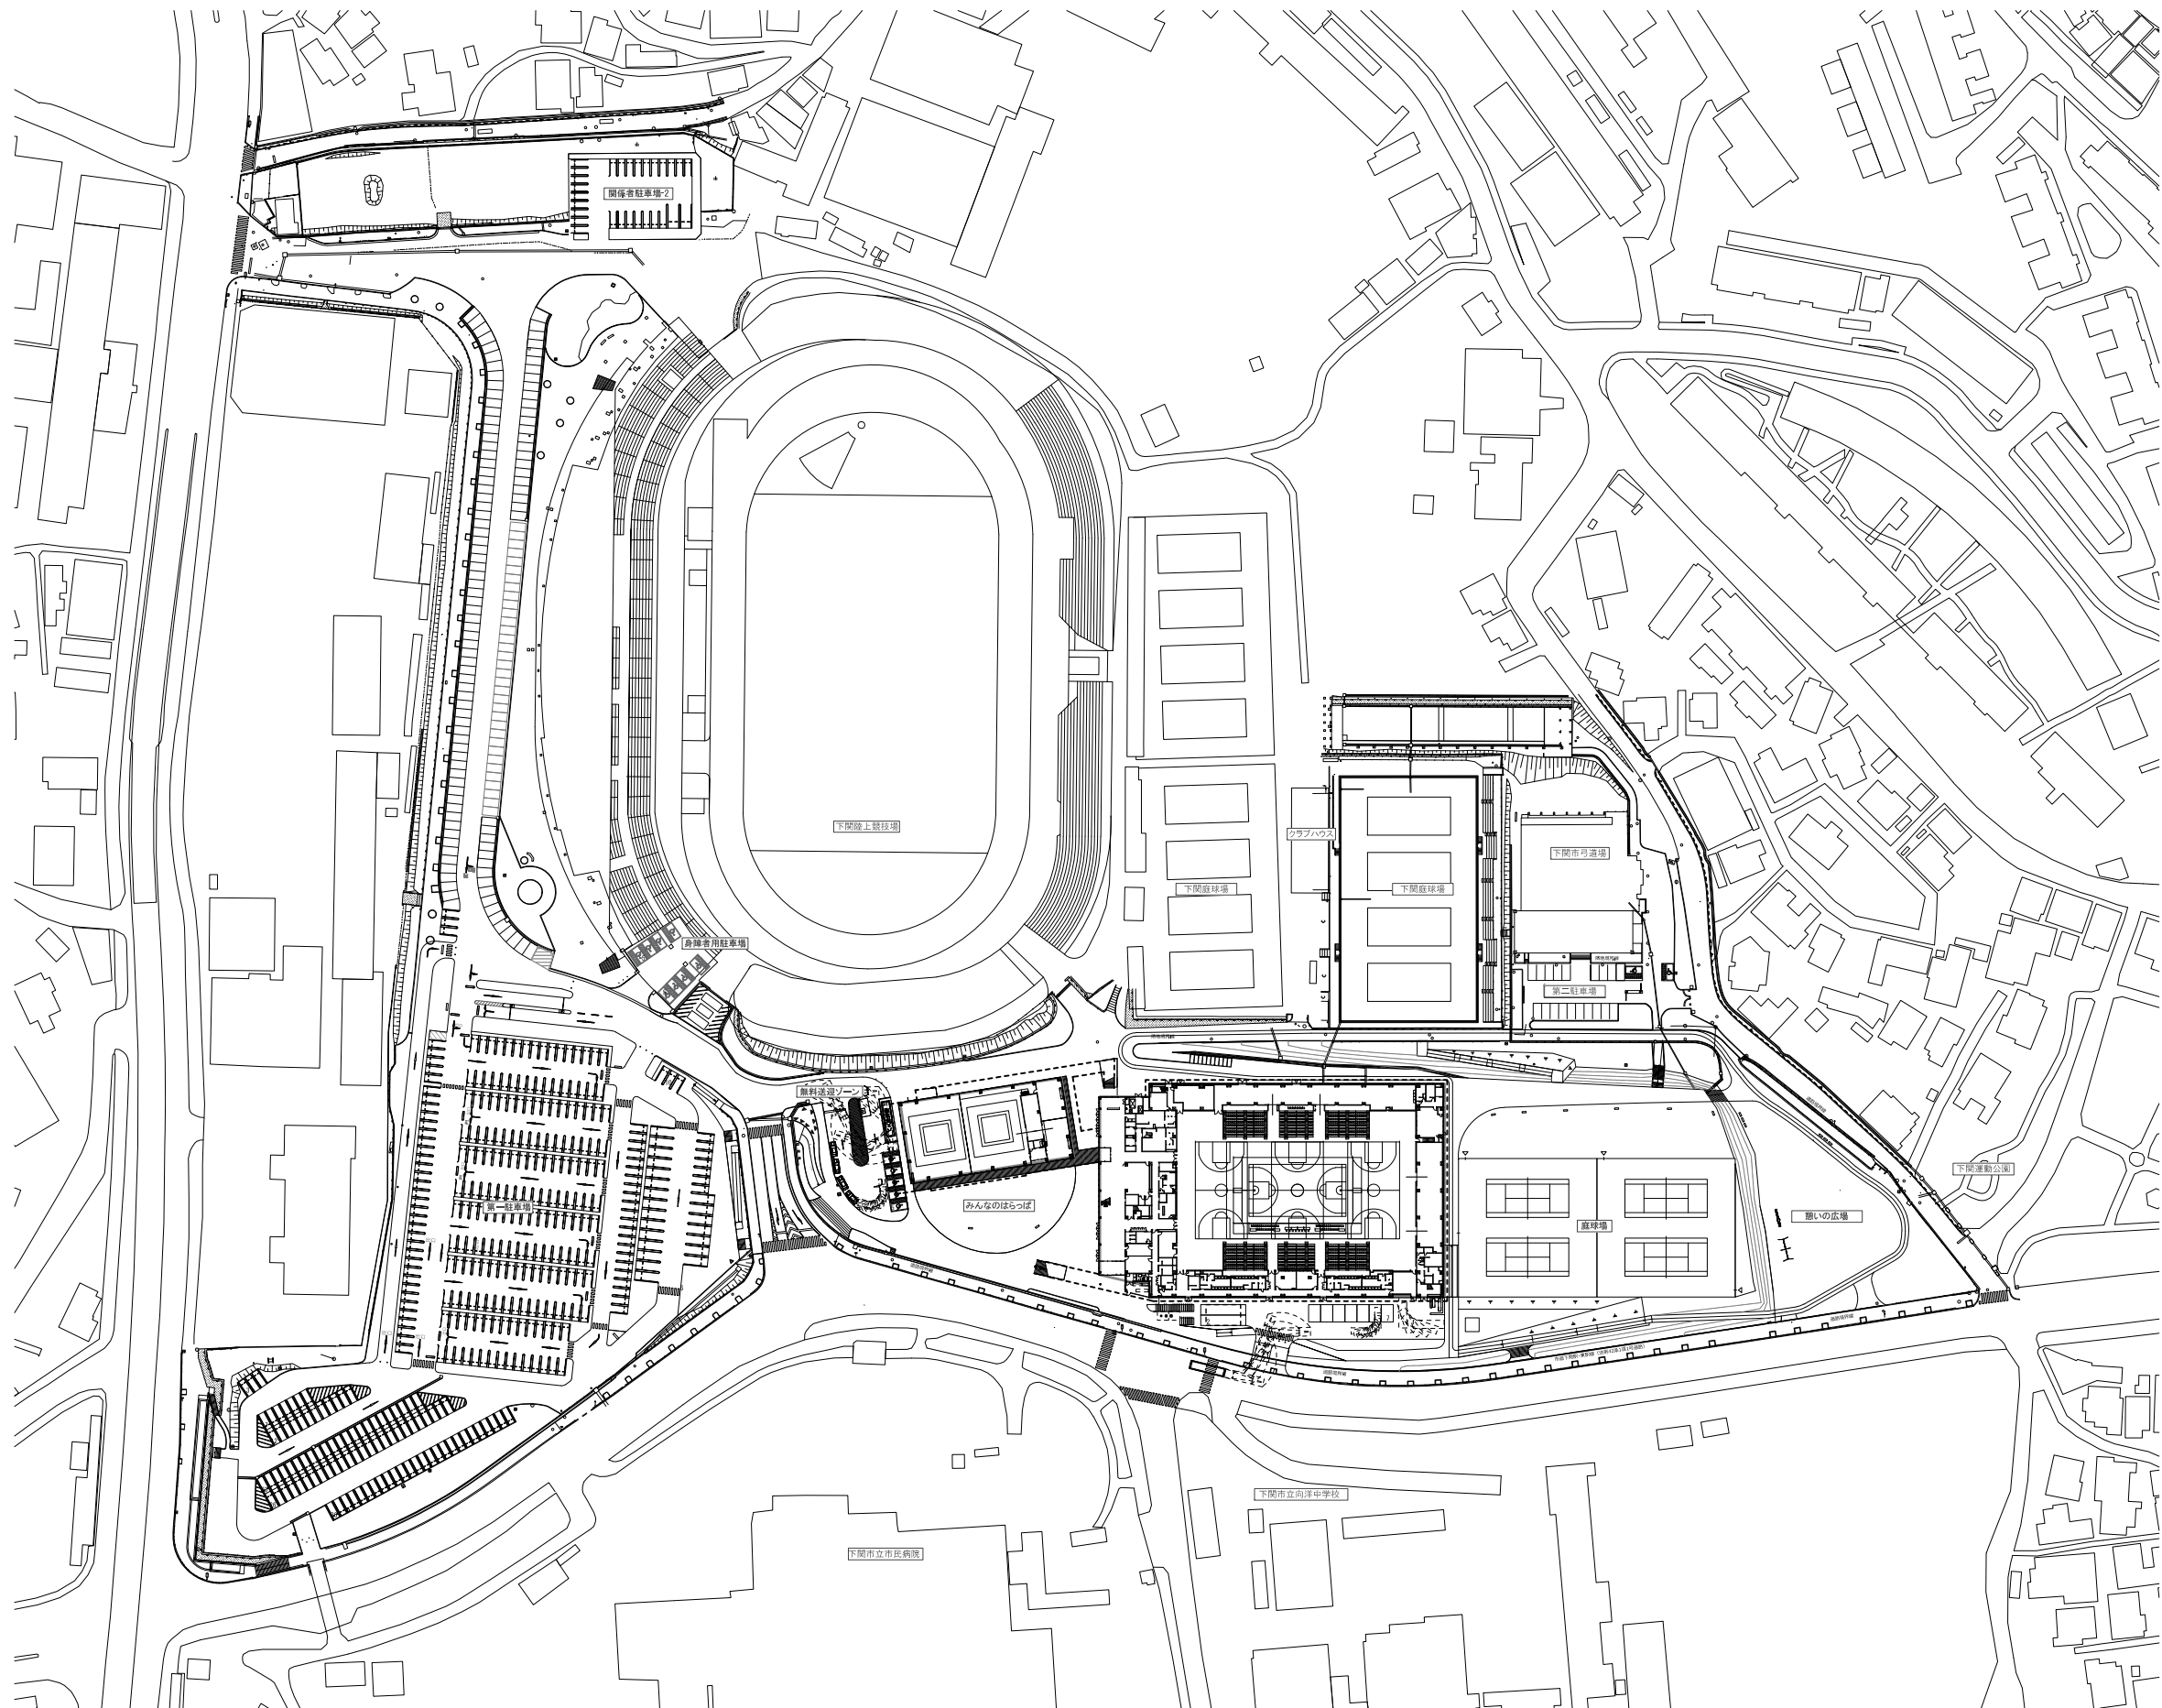 関係者駐車場-2
下関陸上競技場
クラブハウス
下関市弓道場
下関庭球場
下関庭球場
身障者用駐車場
第二駐車場
無料送迎ゾーン
下関運動公園
みんなのはらっぱ
第一駐車場
憩いの広場
庭球場
下関市立向洋中学校
下関市立市民病院